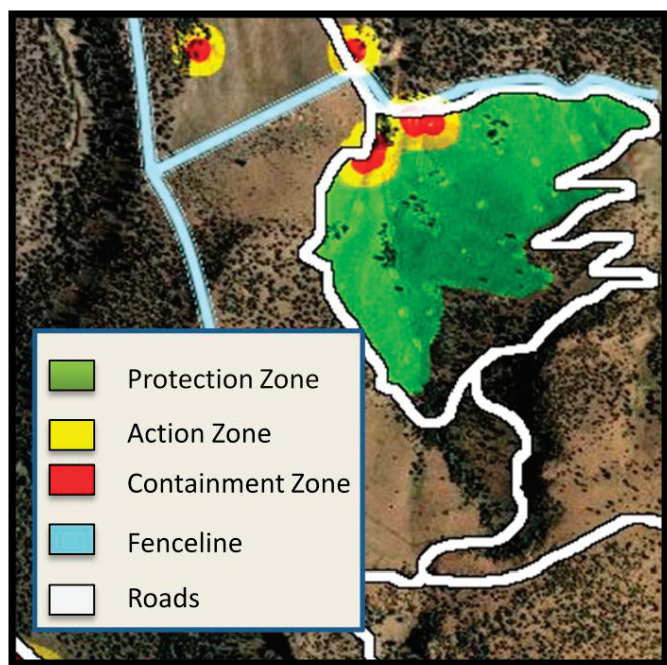 Protection Zone
Action Zone
Containment Zone
Fenceline
Roads